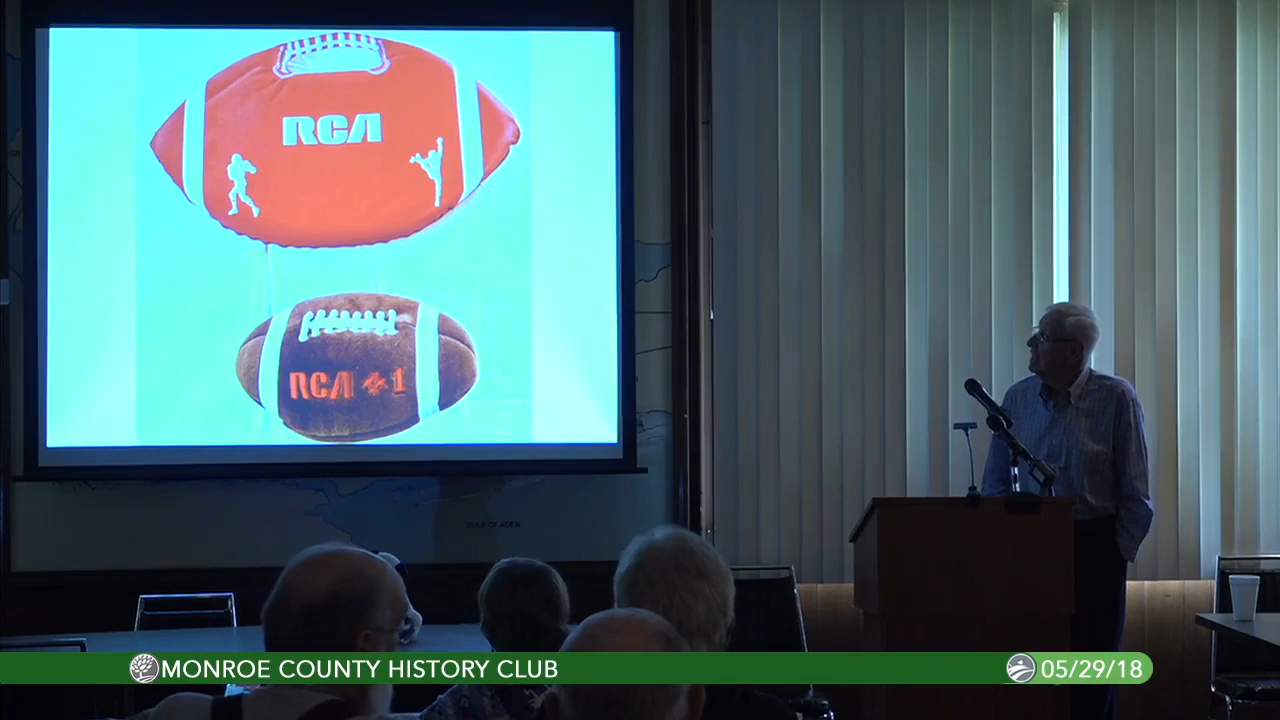 RCA
RCA #1
GULF OF ADEN
MONROE COUNTY HISTORY CLUB
05/29/18